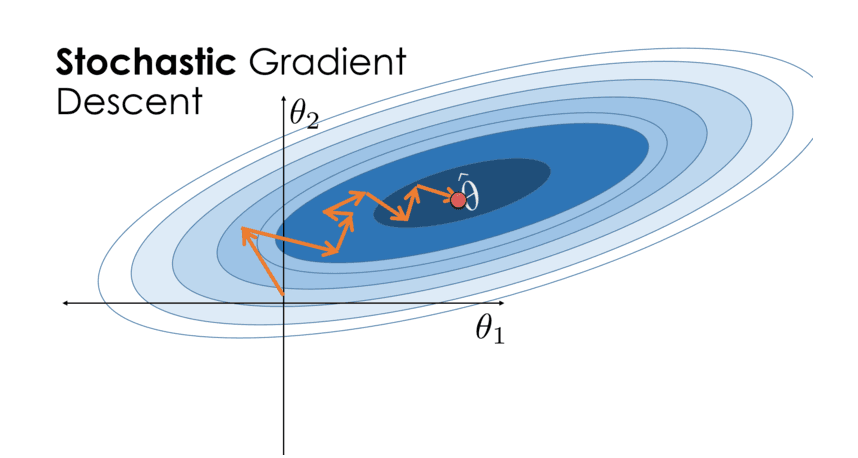 Stochastic Gradient
Descent
θ₂
θ̂
θ₁